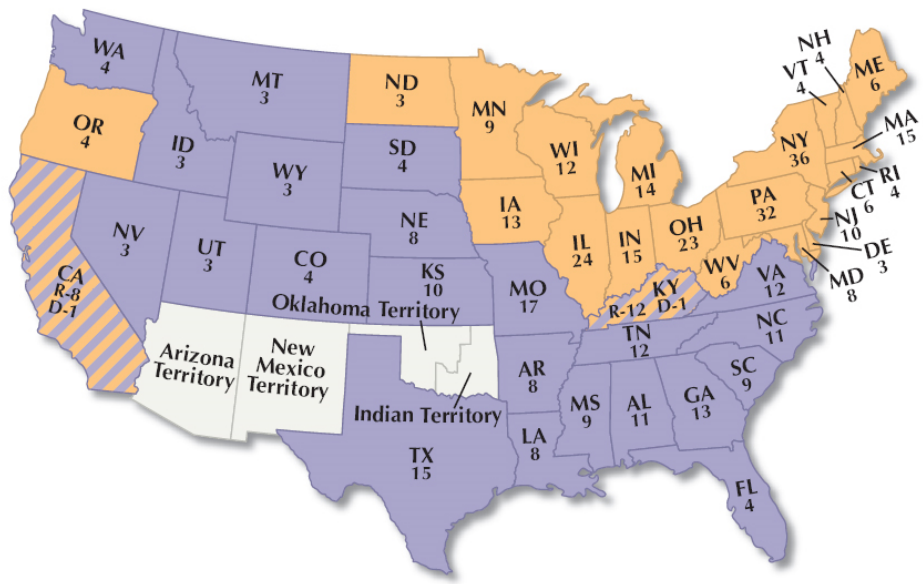 WA
4
MT
3
ND
3
MN
9
OR
4
ID
3
WY
3
SD
4
WI
12
MI
14
NH
4
VT
4
ME
6
NY
36
MA
15
RI
4
CT
6
NJ
10
DE
3
MD
8
PA
32
NV
3
UT
3
CO
4
NE
8
IA
13
IL
24
IN
15
OH
23
WV
6
VA
12
CA
R-8
D-1
KS
10
MO
17
KY
R-12 D-1
Oklahoma Territory
TN
12
NC
11
Arizona
Territory
New
Mexico
Territory
AR
8
SC
9
Indian Territory
MS
9
AL
11
GA
13
TX
15
LA
8
FL
4